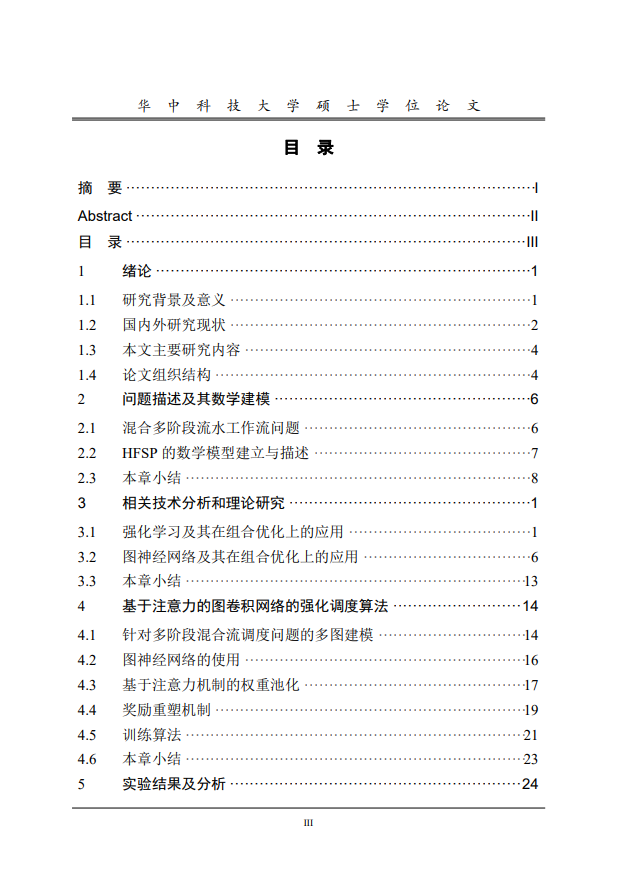 华中科技大学硕士学位论文
目 录
摘 要 ········ I
Abstract ········ II
目 录 ········ III
1 绪论 ········ 1
1.1 研究背景及意义 ········ 1
1.2 国内外研究现状 ········ 2
1.3 本文主要研究内容 ········ 4
1.4 论文组织结构 ········ 4
2 问题描述及其数学建模 ········ 6
2.1 混合多阶段流水工作流问题 ········ 6
2.2 HFSP 的数学模型建立与描述 ········ 7
2.3 本章小结 ········ 8
3 相关技术分析和理论研究 ········ 1
3.1 强化学习及其在组合优化上的应用 ········ 1
3.2 图神经网络及其在组合优化上的应用 ········ 6
3.3 本章小结 ········ 13
4 基于注意力的图卷积网络的强化调度算法 ········ 14
4.1 针对多阶段混合流调度问题的多图建模 ········ 14
4.2 图神经网络的使用 ········ 16
4.3 基于注意力机制的权重池化 ········ 17
4.4 奖励重塑机制 ········ 19
4.5 训练算法 ········ 21
4.6 本章小结 ········ 23
5 实验结果及分析 ········ 24
III